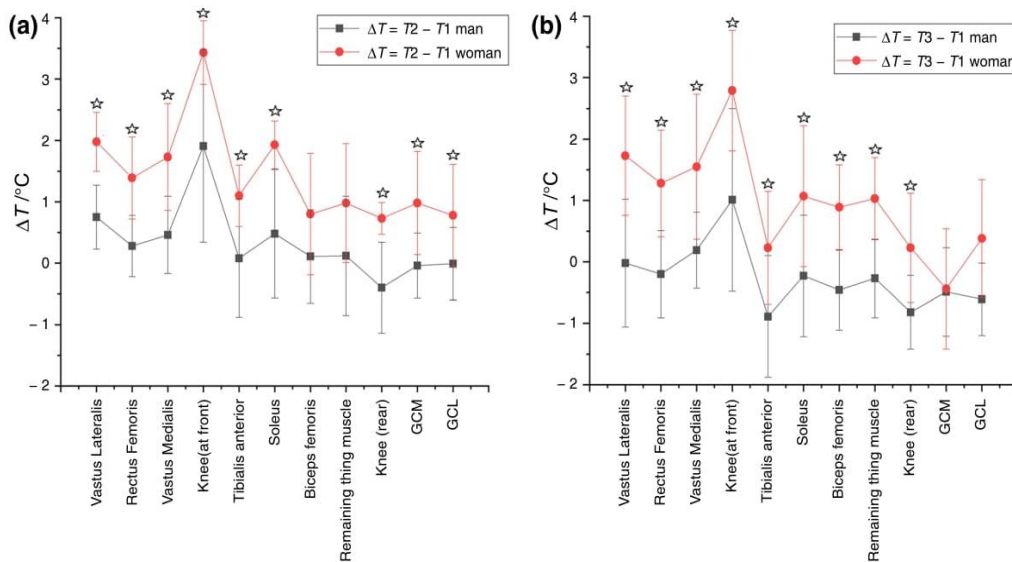 (a)
ΔT = T2 − T1 man
ΔT = T2 − T1 woman
4
3
2
1
0
− 1
− 2
ΔT /°C
Vastus Lateralis
Rectus Femoris
Vastus Medialis
Knee(at front)
Tibialis anterior
Soleus
Biceps femoris
Remaining thing muscle
Knee (rear)
GCM
GCL
(b)
ΔT = T3 − T1 man
ΔT = T3 − T1 woman
4
3
2
1
0
−1
−2
ΔT /°C
Vastus Lateralis
Rectus Femoris
Vastus Medialis
Knee(at front)
Tibialis anterior
Soleus
Biceps femoris
Remaining thing muscle
Knee (rear)
GCM
GCL